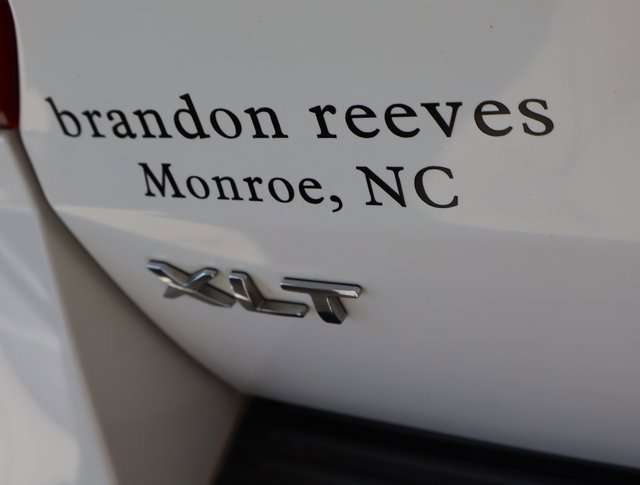 brandon reeves
Monroe, NC
XLT